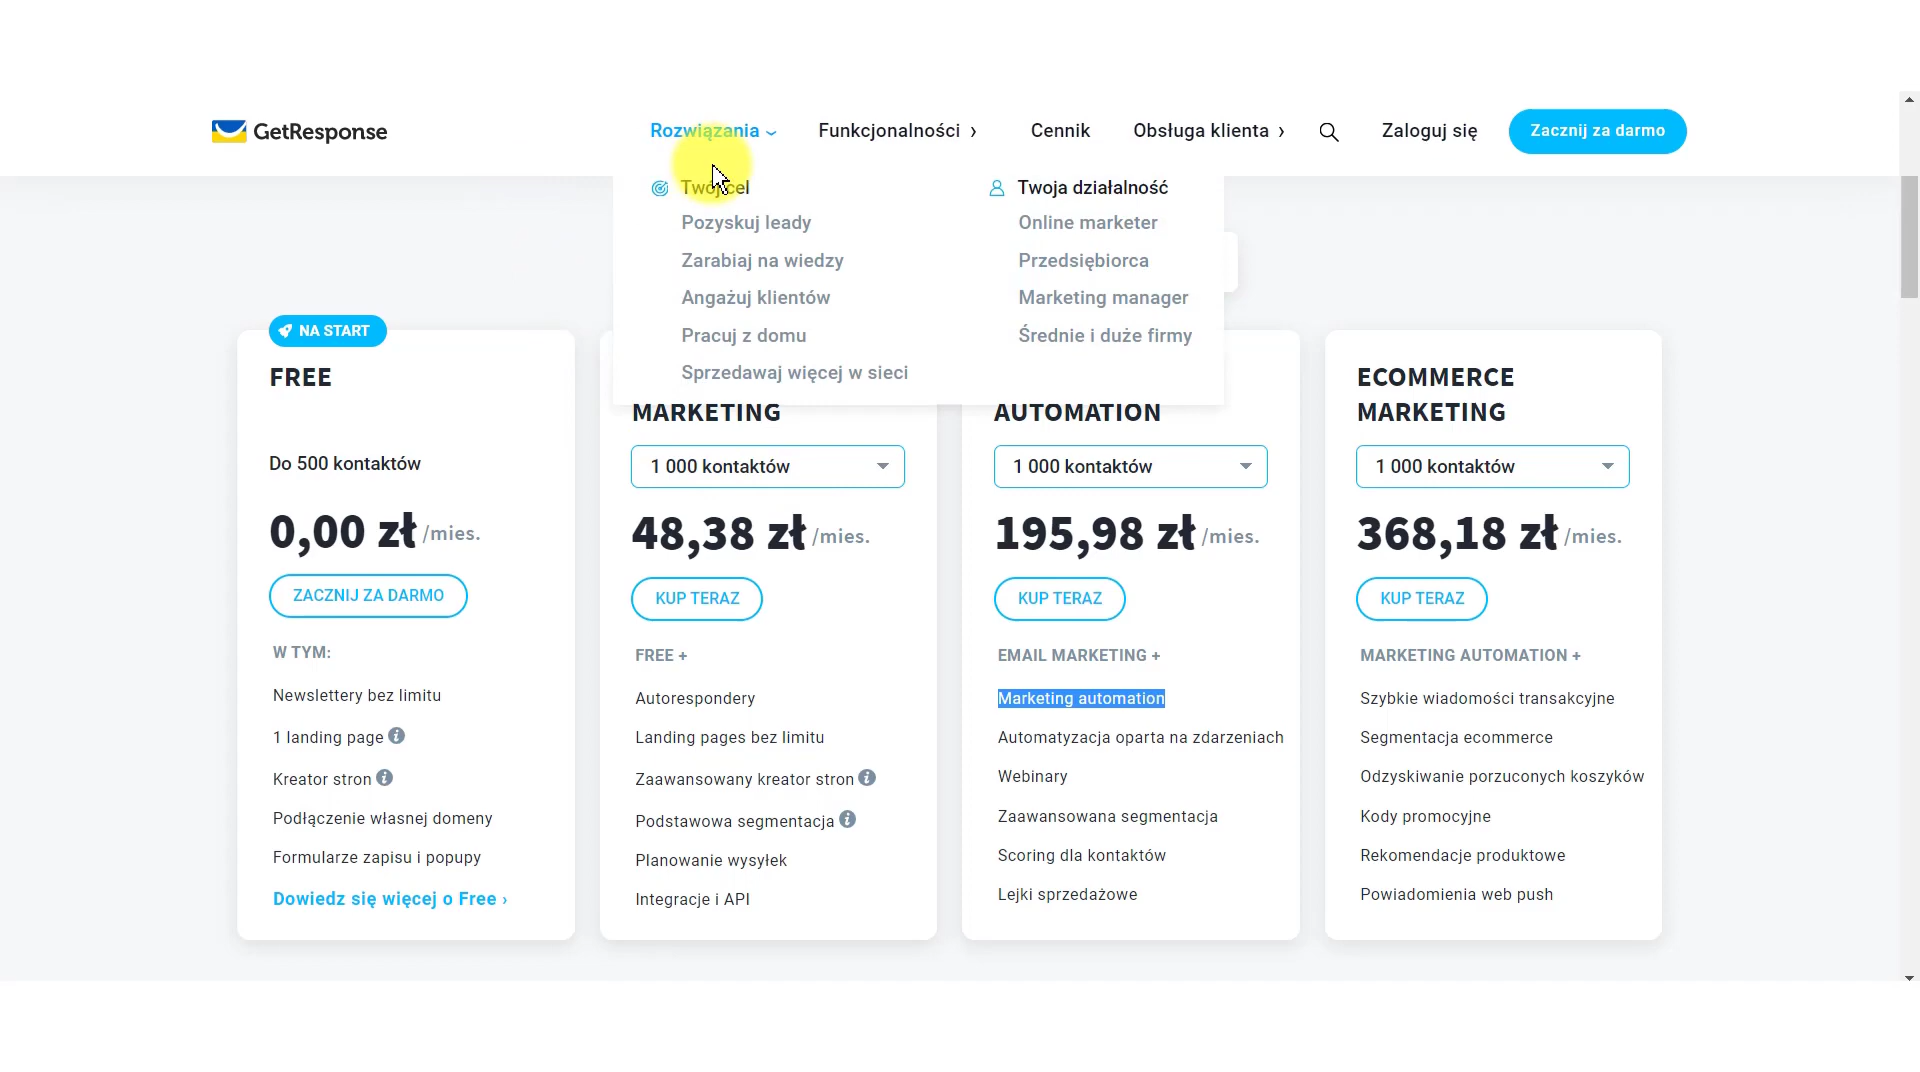 GetResponse
Rozwiązania
Funkcjonalności ›
Cennik
Obsługa klienta ›
Zaloguj się
Zacznij za darmo
Twój cel
Pozyskuj leady
Zarabiaj na wiedzy
Angażuj klientów
Pracuj z domu
Sprzedawaj więcej w sieci
Twoja działalność
Online marketer
Przedsiębiorca
Marketing manager
Średnie i duże firmy
NA START
FREE
Do 500 kontaktów
0,00 zł /mies.
ZACZNIJ ZA DARMO
W TYM:
Newslettery bez limitu
1 landing page
Kreator stron
Podłączenie własnej domeny
Formularze zapisu i popupy
Dowiedz się więcej o Free ›
MARKETING
1 000 kontaktów
48,38 zł /mies.
KUP TERAZ
FREE +
Autorespondery
Landing pages bez limitu
Zaawansowany kreator stron
Podstawowa segmentacja
Planowanie wysyłek
Integracje i API
AUTOMATION
1 000 kontaktów
195,98 zł /mies.
KUP TERAZ
EMAIL MARKETING +
Marketing automation
Automatyzacja oparta na zdarzeniach
Webinary
Zaawansowana segmentacja
Scoring dla kontaktów
Lejki sprzedażowe
ECOMMERCE
MARKETING
1 000 kontaktów
368,18 zł /mies.
KUP TERAZ
MARKETING AUTOMATION +
Szybkie wiadomości transakcyjne
Segmentacja ecommerce
Odzyskiwanie porzuconych koszyków
Kody promocyjne
Rekomendacje produktowe
Powiadomienia web push